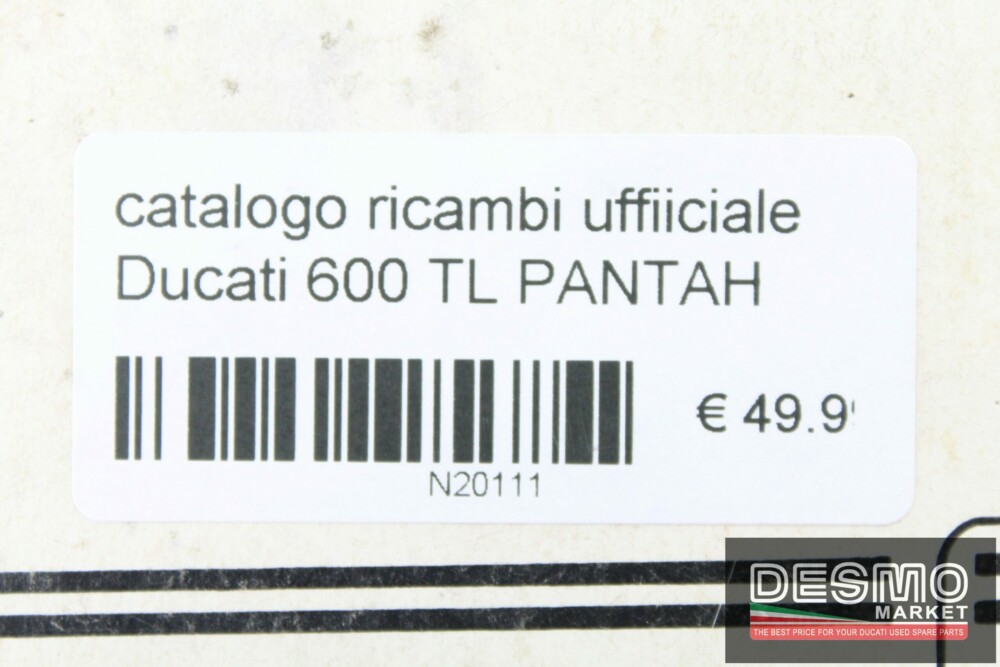 catalogo ricambi uffiiciale
Ducati 600 TL PANTAH
€ 49.9
N20111
DESMO
MARKET
THE BEST PRICE FOR YOUR DUCATI USED SPARE PARTS